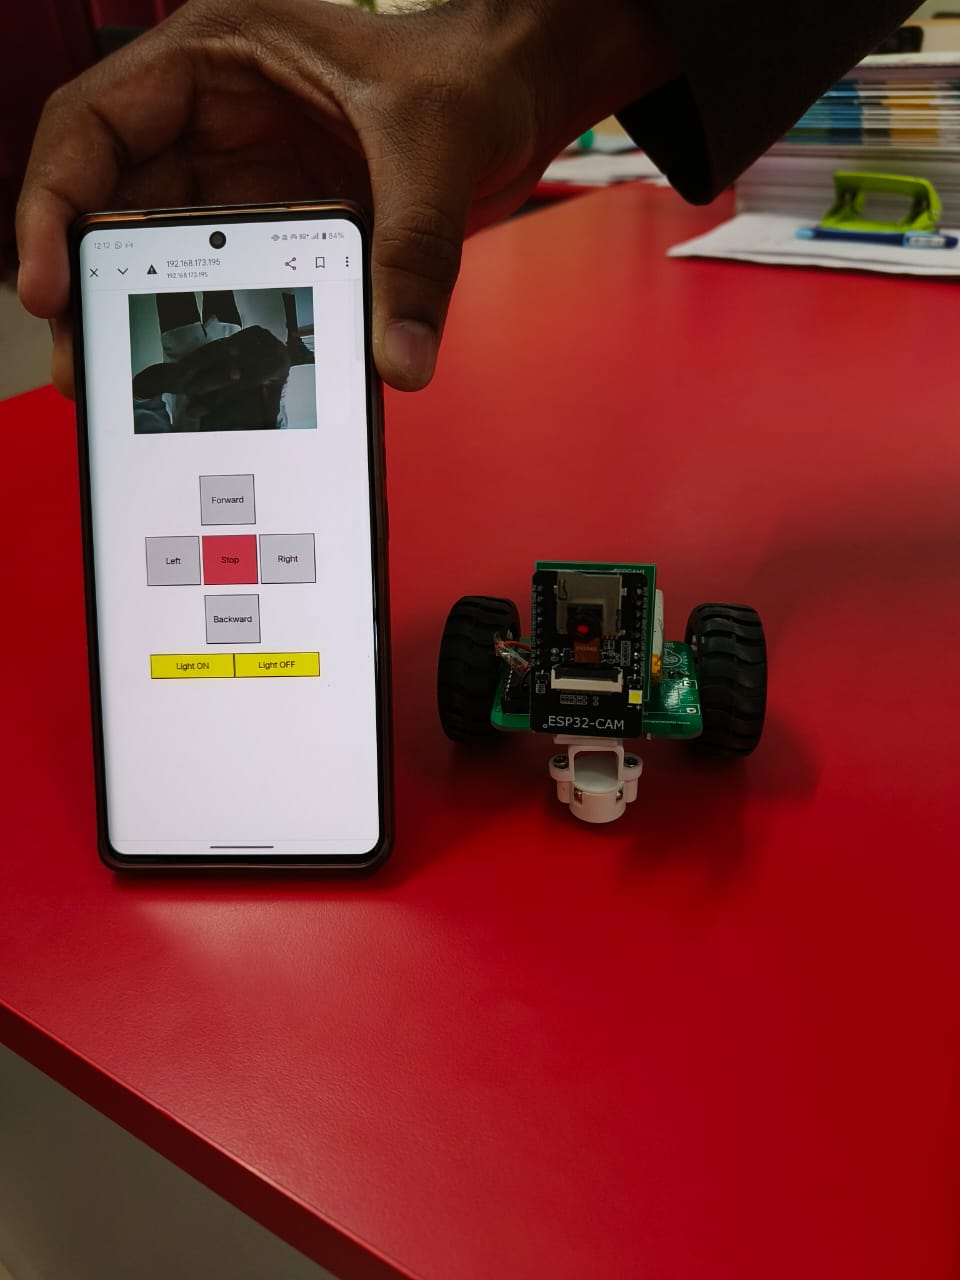 12:12
84%
192.168.173.195
192.168.173.195
Forward
Left Stop Right
Backward
Light ON Light OFF
ESP32-CAM